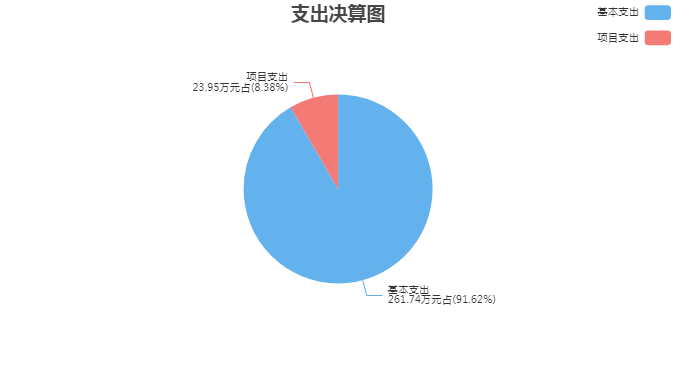 支出决算图
基本支出
项目支出
项目支出
23.95万元占(8.38%)
基本支出
261.74万元占(91.62%)